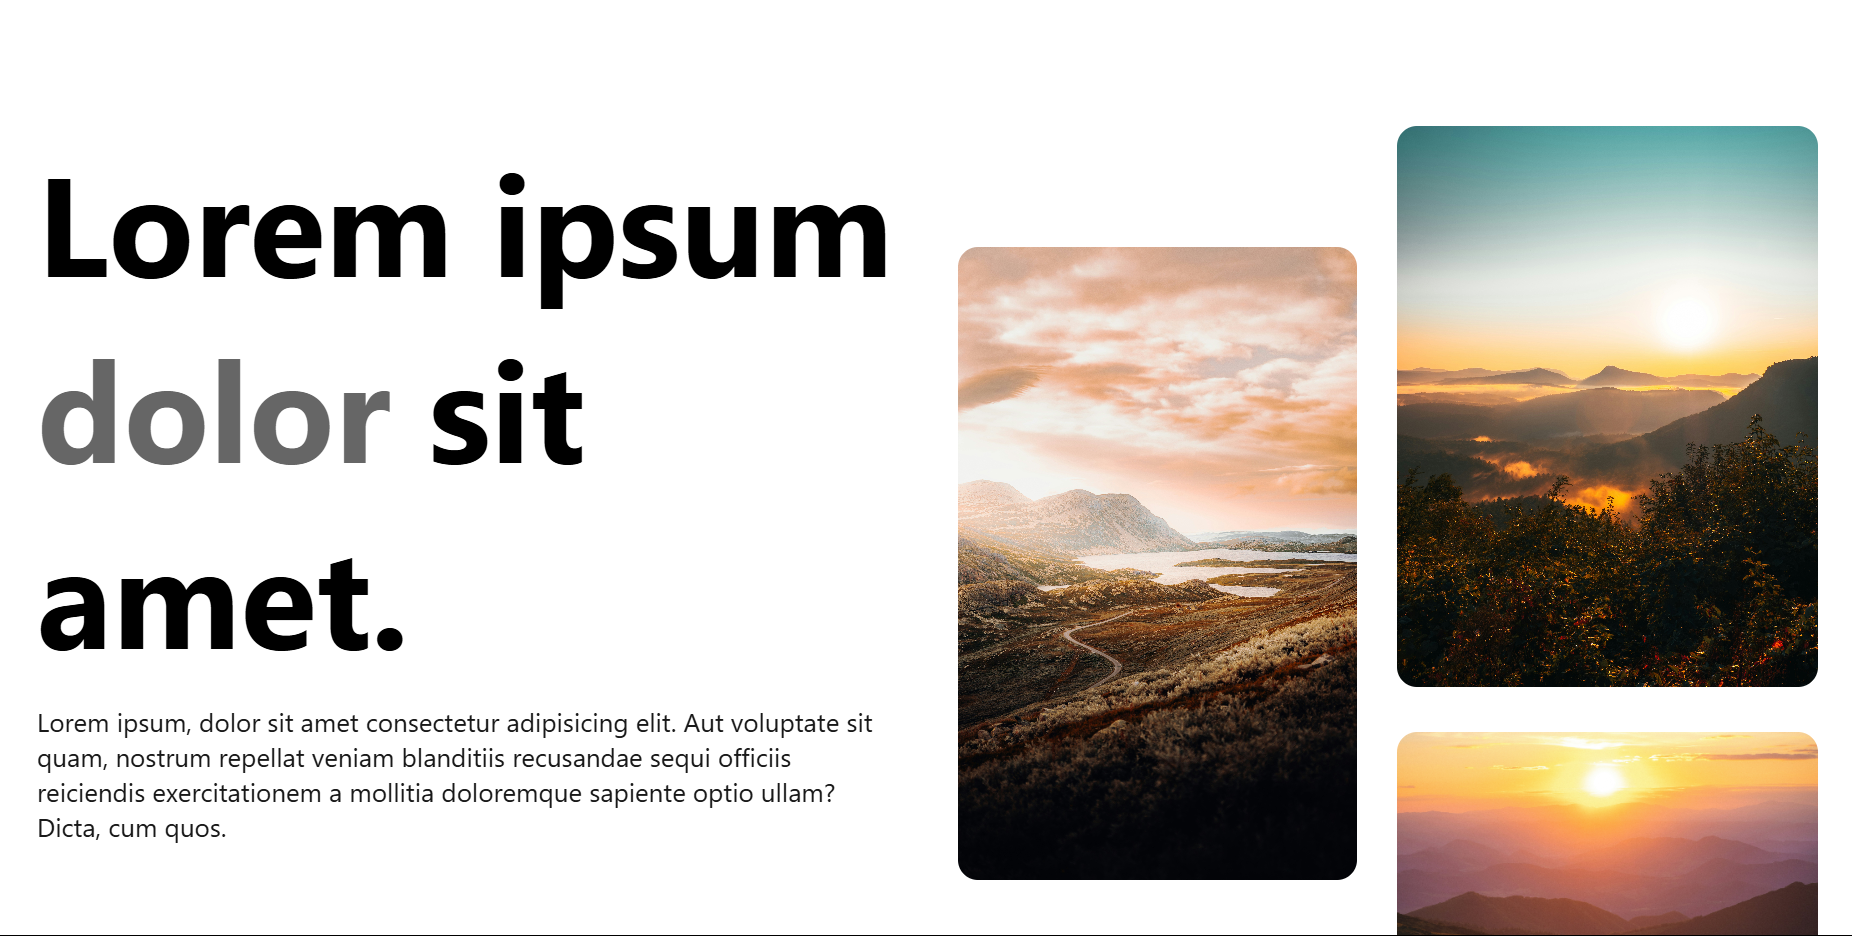 Lorem ipsum
dolor sit
amet.
Lorem ipsum, dolor sit amet consectetur adipisicing elit. Aut voluptate sit
quam, nostrum repellat veniam blanditiis recusandae sequi officiis
reiciendis exercitationem a mollitia doloremque sapiente optio ullam?
Dicta, cum quos.